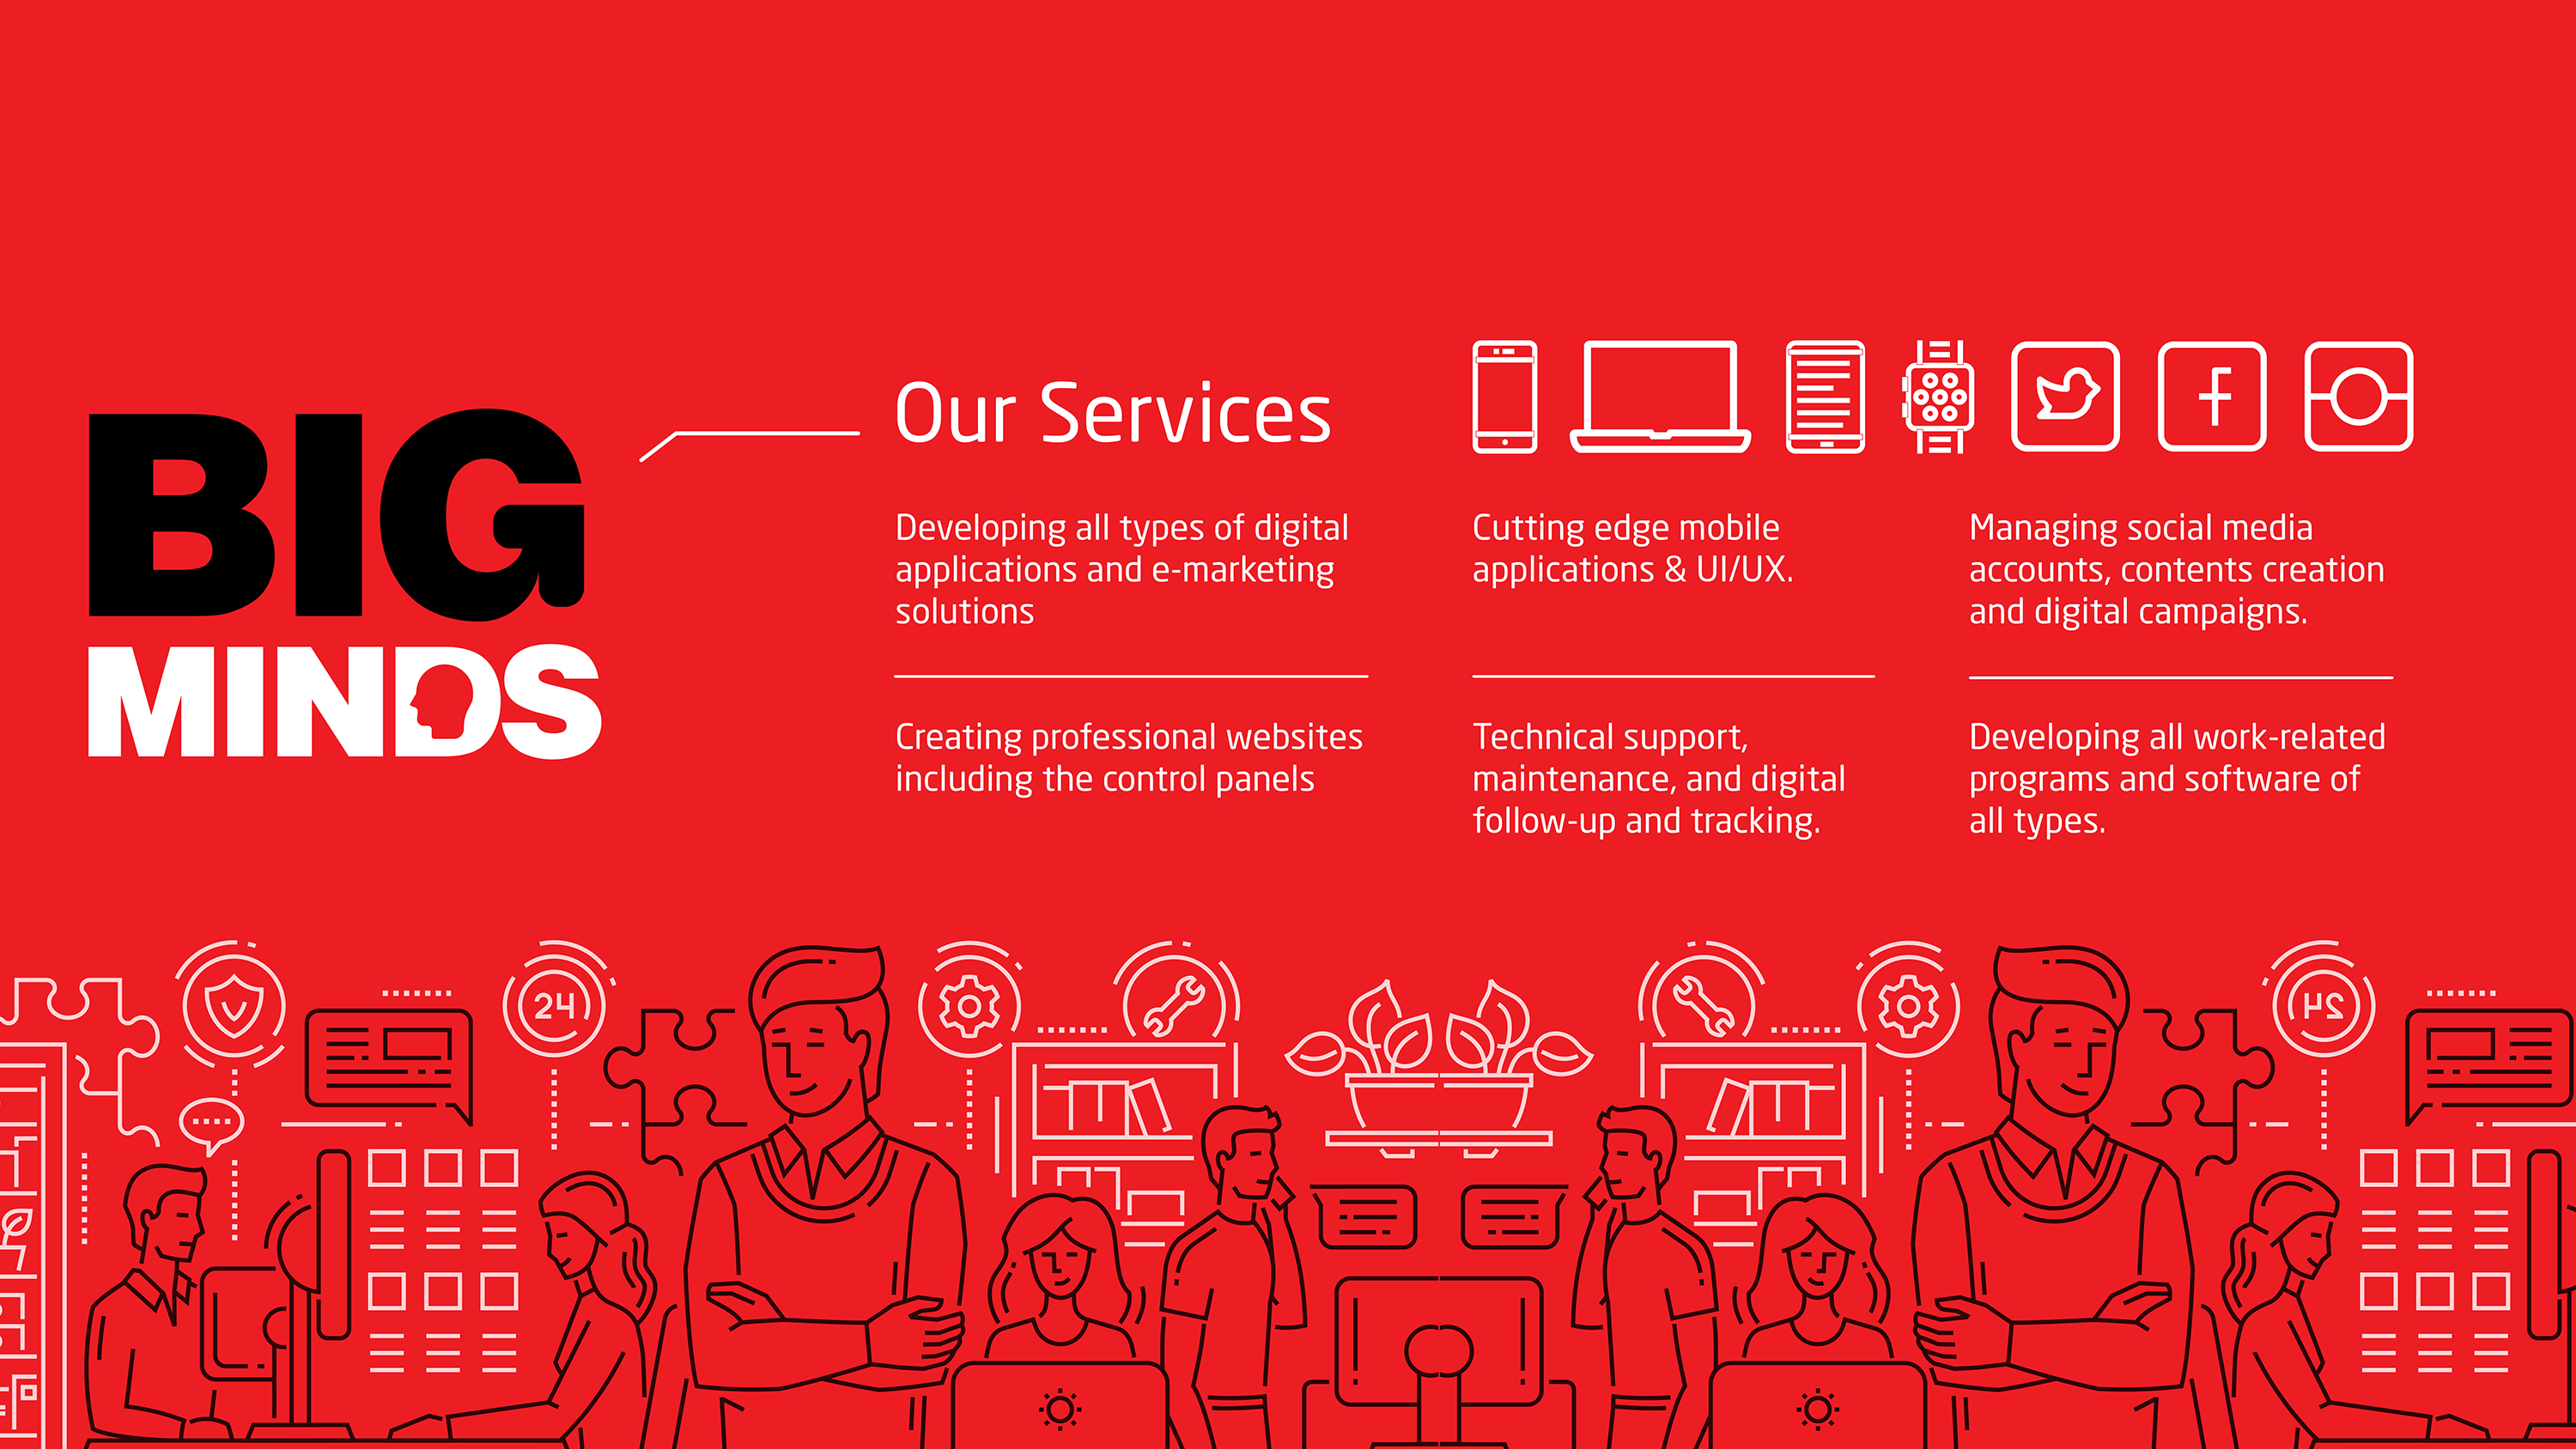 BIG
MINDS
Our Services
Developing all types of digital
applications and e-marketing
solutions
Cutting edge mobile
applications & UI/UX.
Managing social media
accounts, contents creation
and digital campaigns.
Creating professional websites
including the control panels
Technical support,
maintenance, and digital
follow-up and tracking.
Developing all work-related
programs and software of
all types.
24
24